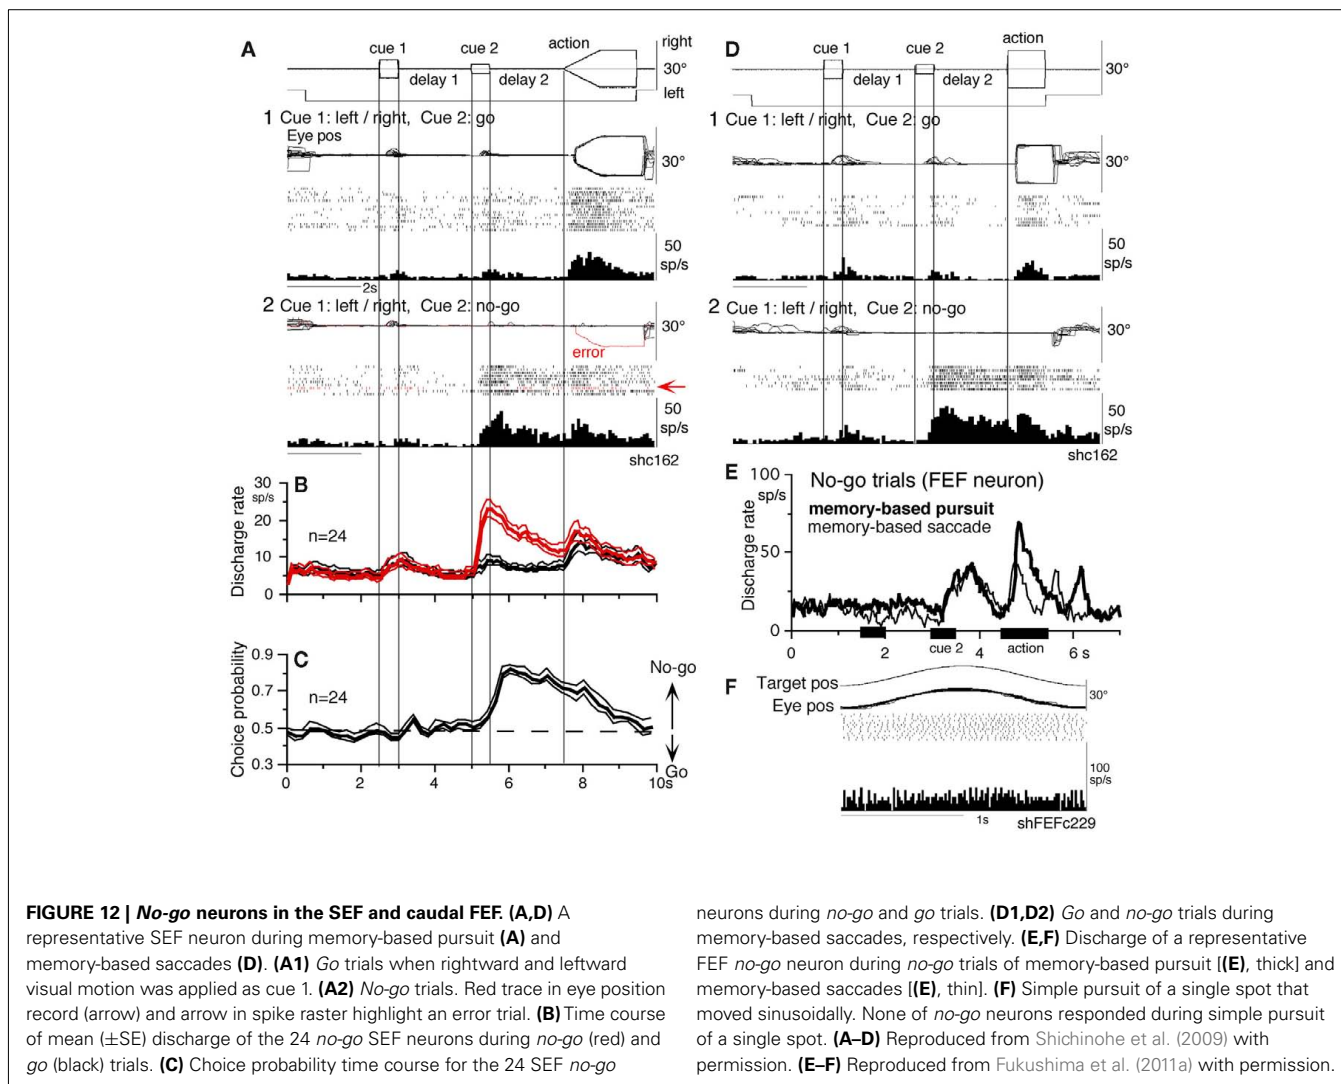 A
cue 1
cue 2
action
right
30°
left
delay 1
delay 2
1 Cue 1: left / right, Cue 2: go
Eye pos
30°
50
sp/s
2s
2 Cue 1: left / right, Cue 2: no-go
30°
error
50
sp/s
shc162
B
30
sp/s
20
10
0
Discharge rate
n=24
C
0.9
0.7
0.5
0.3
Choice probability
n=24
No-go
Go
0 2 4 6 8 10s
D
cue 1
cue 2
action
30°
delay 1
delay 2
1 Cue 1: left / right, Cue 2: go
30°
50
sp/s
2 Cue 1: left / right, Cue 2: no-go
30°
50
sp/s
shc162
E
100
sp/s
50
0
Discharge rate
No-go trials (FEF neuron)
memory-based pursuit
memory-based saccade
cue 2
action
0 2 4 6 s
F
Target pos
Eye pos
30°
100
sp/s
1s
shFEFc229
FIGURE 12 | No-go neurons in the SEF and caudal FEF. (A,D) A
representative SEF neuron during memory-based pursuit (A) and
memory-based saccades (D). (A1) Go trials when rightward and leftward
visual motion was applied as cue 1. (A2) No-go trials. Red trace in eye position
record (arrow) and arrow in spike raster highlight an error trial. (B) Time course
of mean (±SE) discharge of the 24 no-go SEF neurons during no-go (red) and
go (black) trials. (C) Choice probability time course for the 24 SEF no-go
neurons during no-go and go trials. (D1,D2) Go and no-go trials during
memory-based saccades, respectively. (E,F) Discharge of a representative
FEF no-go neuron during no-go trials of memory-based pursuit [(E), thick] and
memory-based saccades [(E), thin]. (F) Simple pursuit of a single spot that
moved sinusoidally. None of no-go neurons responded during simple pursuit
of a single spot. (A–D) Reproduced from Shichinohe et al. (2009) with
permission. (E–F) Reproduced from Fukushima et al. (2011a) with permission.